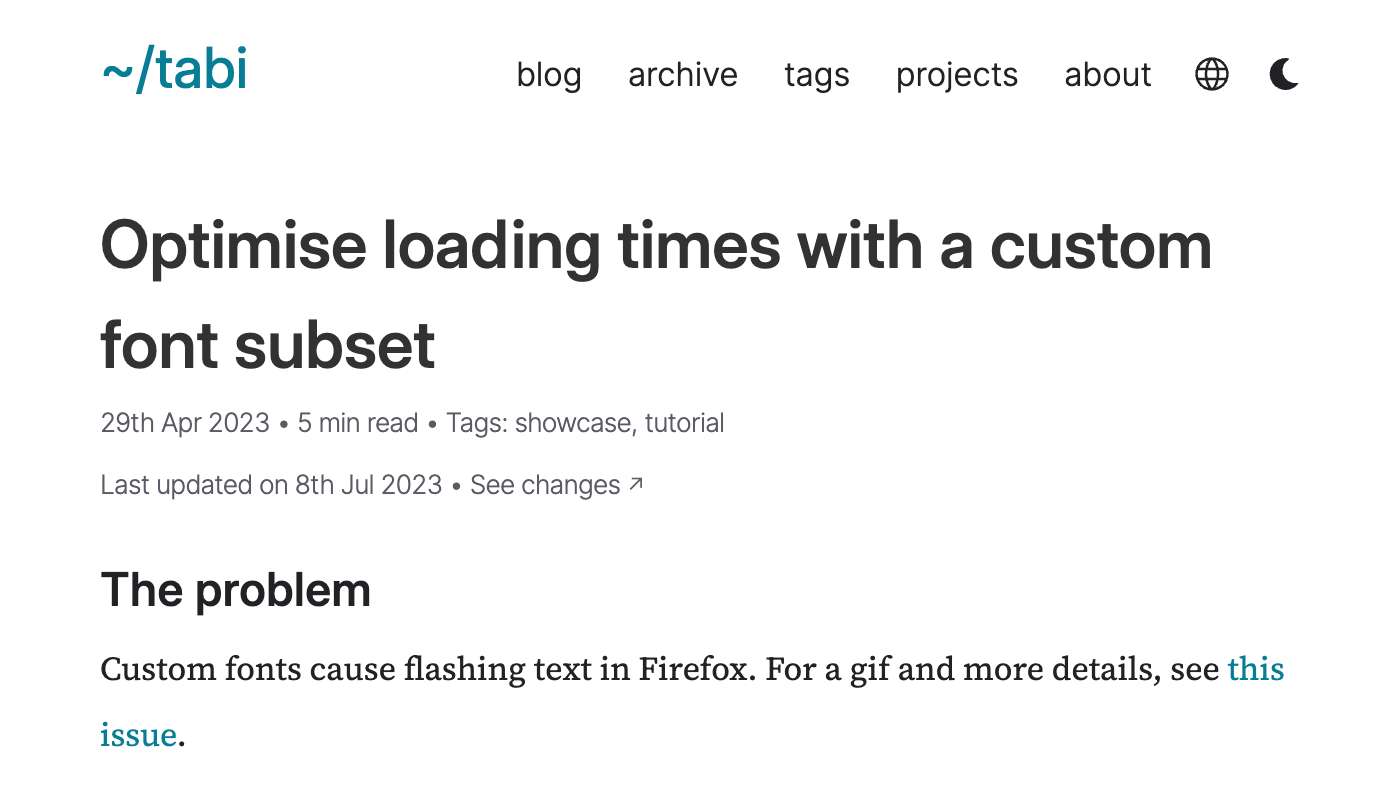 ~/tabi
blog archive tags projects about
Optimise loading times with a custom
font subset
29th Apr 2023 • 5 min read • Tags: showcase, tutorial
Last updated on 8th Jul 2023 • See changes ↗
The problem
Custom fonts cause flashing text in Firefox. For a gif and more details, see this
issue.